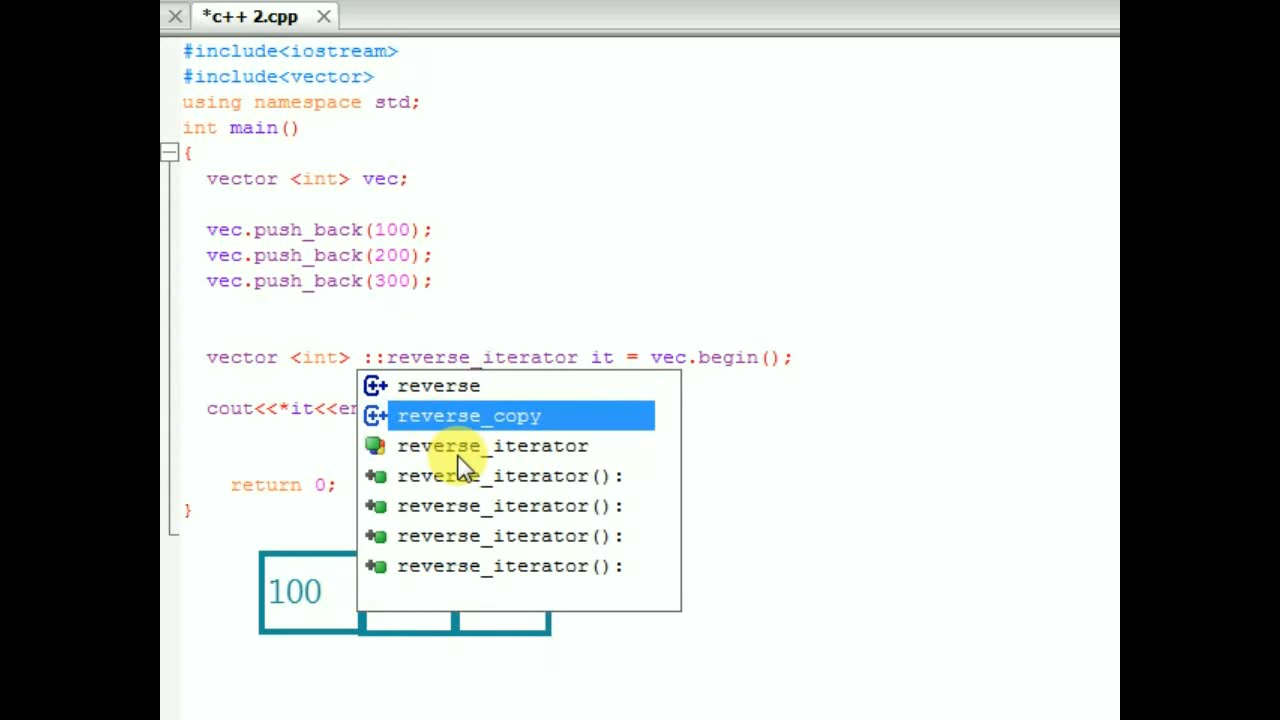 *c++ 2.cpp
#include<iostream>
#include<vector>
using namespace std;
int main()
{
vector <int> vec;
vec.push_back(100);
vec.push_back(200);
vec.push_back(300);
vector <int> ::reverse_iterator it = vec.begin();
cout<<*it<<en
reverse
reverse_copy
reverse_iterator
reverse_iterator():
reverse_iterator():
reverse_iterator():
reverse_iterator():
return 0;
}
100